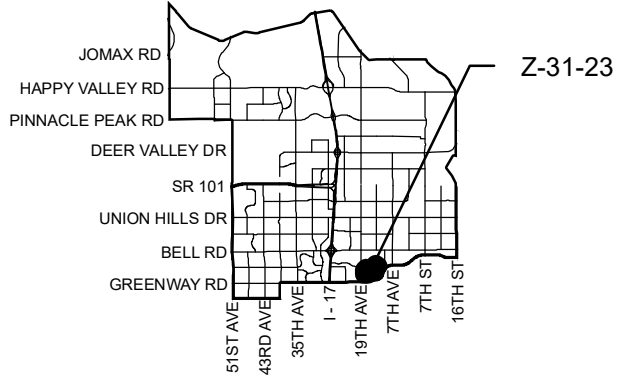 JOMAX RD
Z-31-23
HAPPY VALLEY RD
PINNACLE PEAK RD
DEER VALLEY DR
SR 101
UNION HILLS DR
BELL RD
GREENWAY RD
51ST AVE
43RD AVE
35TH AVE
I - 17
19TH AVE
7TH AVE
7TH ST
16TH ST